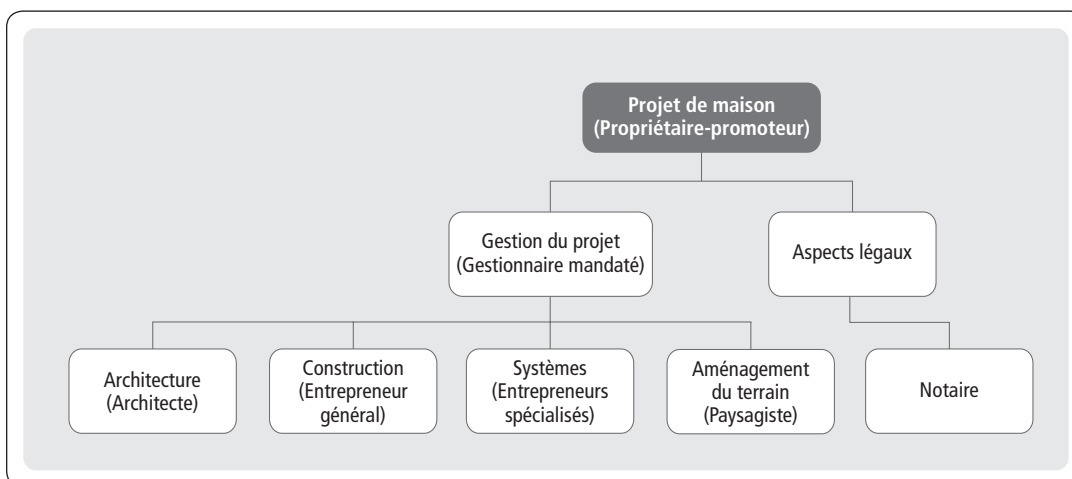 Projet de maison
(Propriétaire-promoteur)
Gestion du projet
(Gestionnaire mandaté)
Aspects légaux
Architecture
(Architecte)
Construction
(Entrepreneur
général)
Systèmes
(Entrepreneurs
spécialisés)
Aménagement
du terrain
(Paysagiste)
Notaire